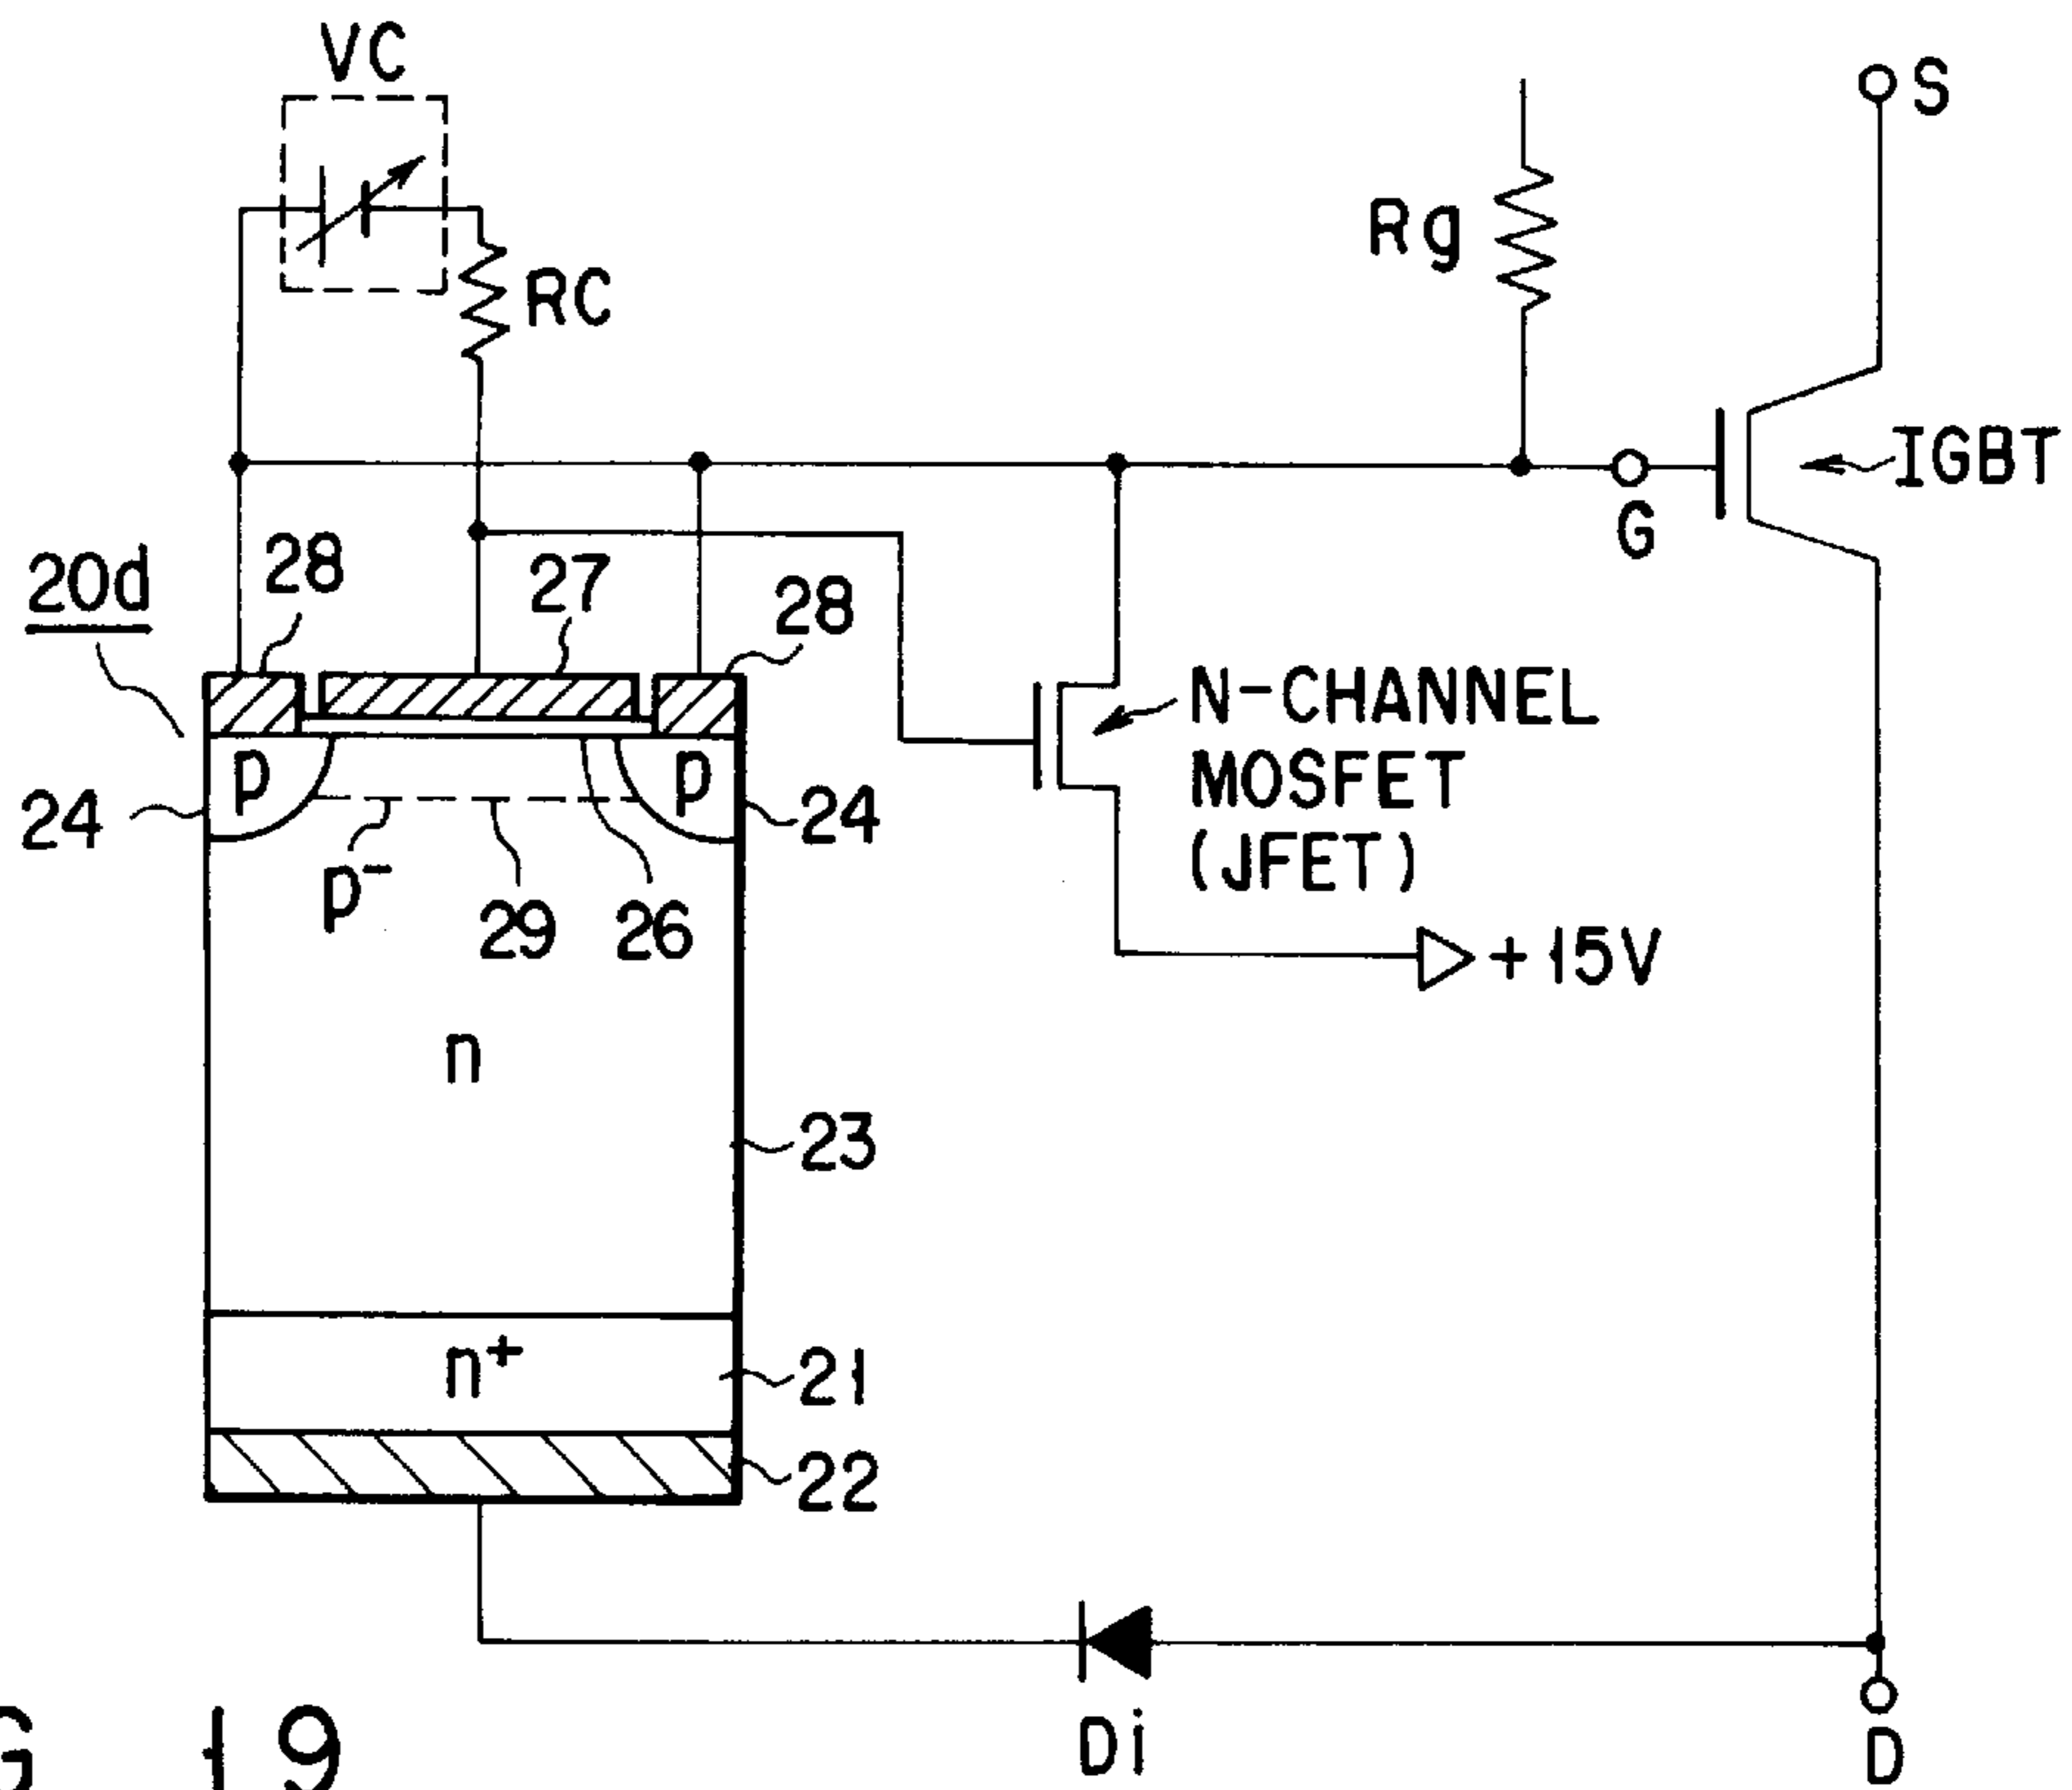 VC
S
Rg
RC
IGBT
G
20d
28
27
28
N-CHANNEL
MOSFET
(JFET)
p
p
24
24
p⁻
29
26
+15V
n
23
n⁺
21
22
Di
D
G 19